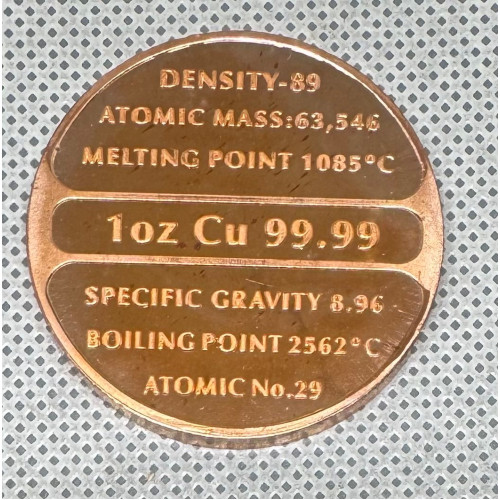 DENSITY-89
ATOMIC MASS:63,546
MELTING POINT 1085°C
1oz Cu 99.99
SPECIFIC GRAVITY 8.96
BOILING POINT 2562°C
ATOMIC No.29